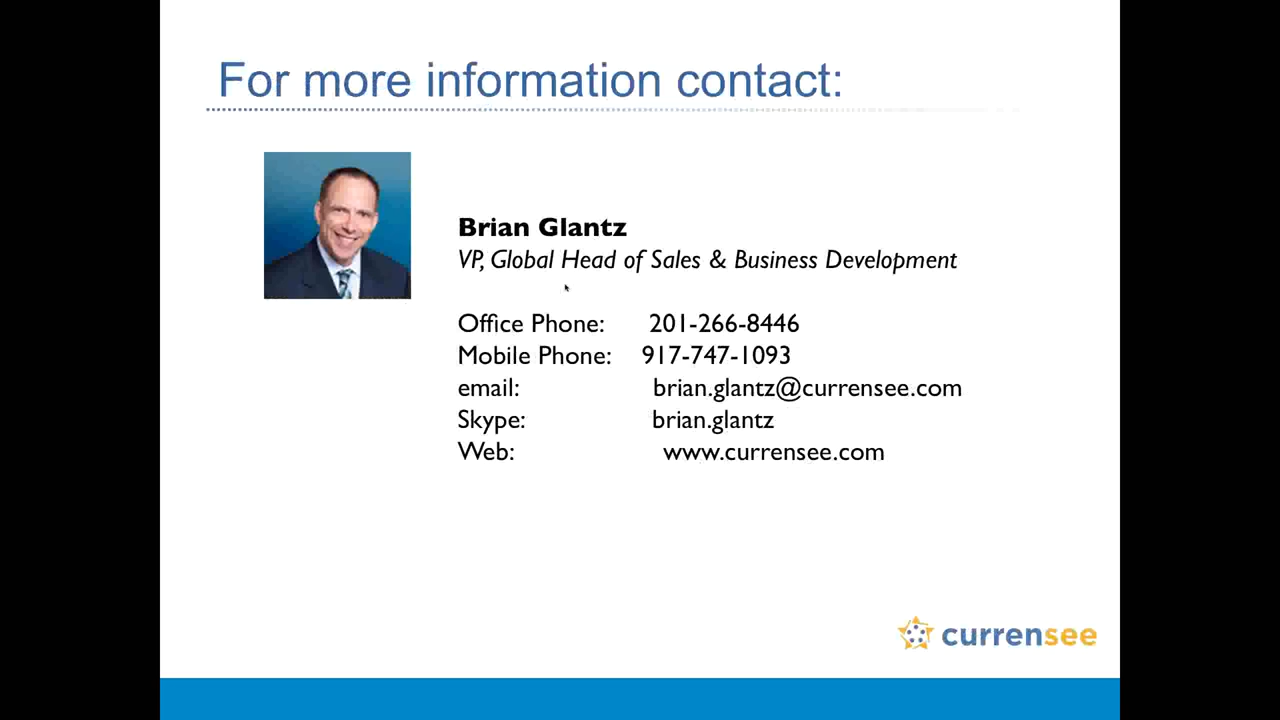 For more information contact:
Brian Glantz
VP, Global Head of Sales & Business Development
Office Phone: 201-266-8446
Mobile Phone: 917-747-1093
email: brian.glantz@currensee.com
Skype: brian.glantz
Web: www.currensee.com
currensee